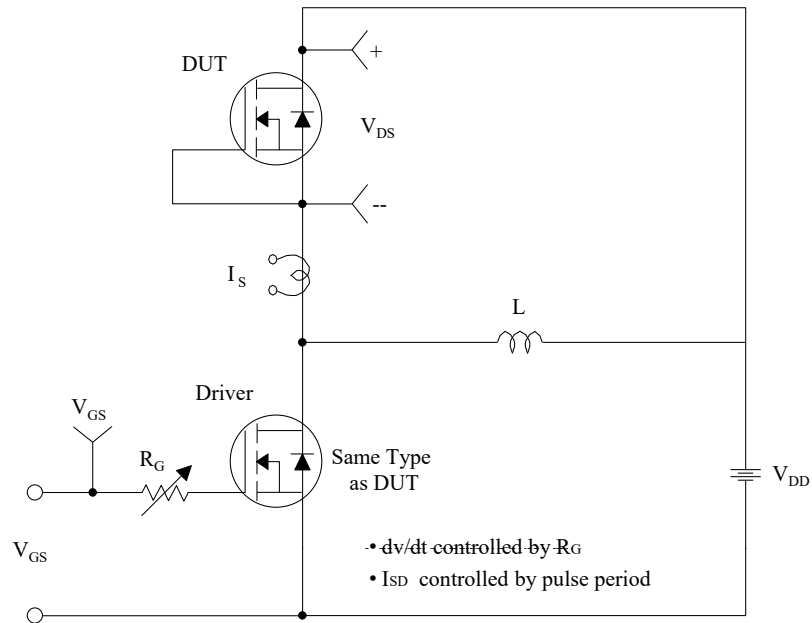 DUT
+
VDS
--
IS
L
Driver
VGS
RG
Same Type
as DUT
VDD
VGS
• dv/dt controlled by RG
• ISD controlled by pulse period